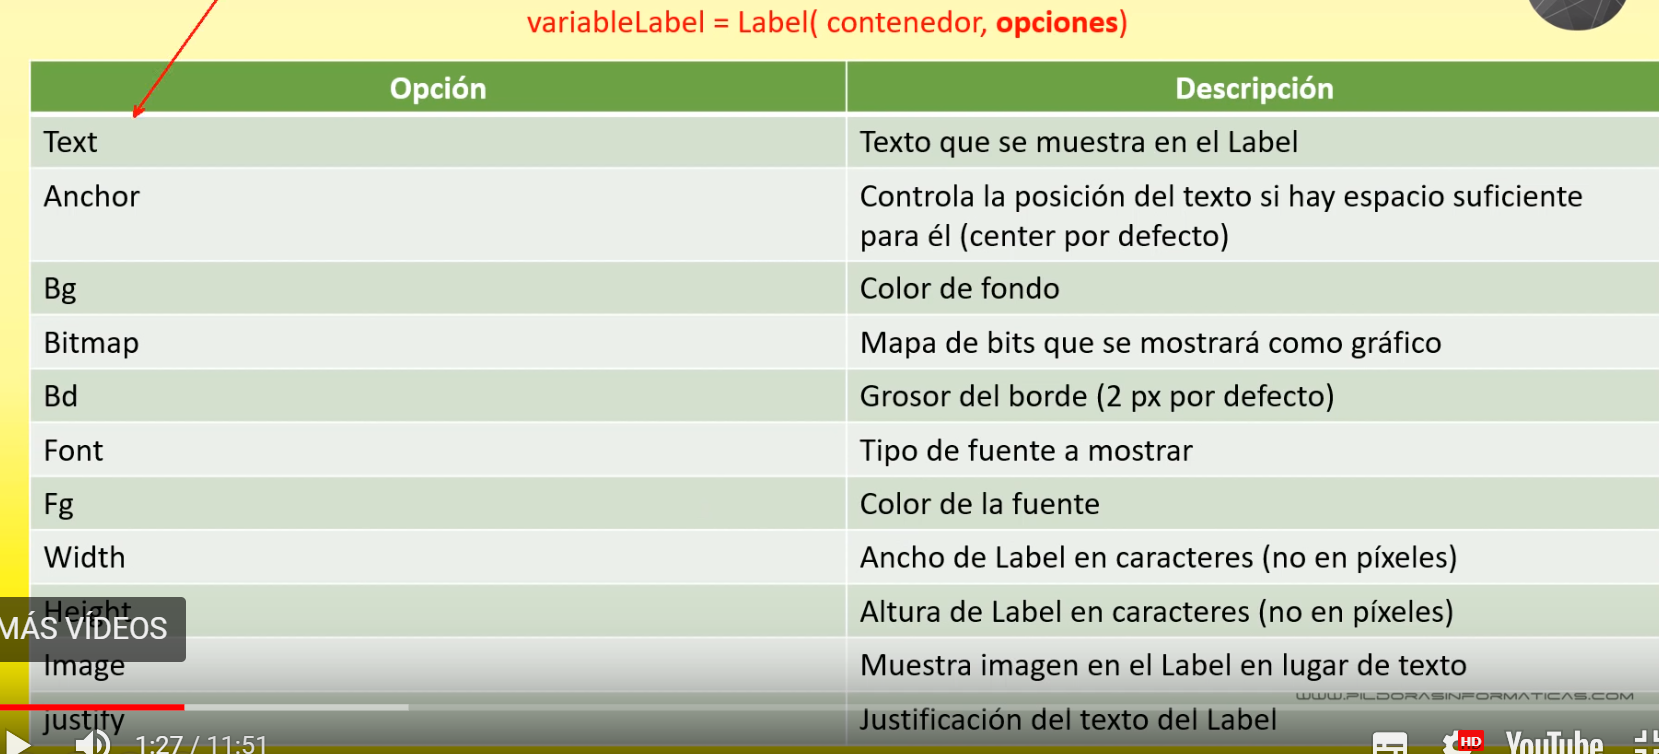 variableLabel = Label( contenedor, opciones)
Opción Descripción
Text Texto que se muestra en el Label
Anchor Controla la posición del texto si hay espacio suficiente
para él (center por defecto)
Bg Color de fondo
Bitmap Mapa de bits que se mostrará como gráfico
Bd Grosor del borde (2 px por defecto)
Font Tipo de fuente a mostrar
Fg Color de la fuente
Width Ancho de Label en caracteres (no en píxeles)
Height Altura de Label en caracteres (no en píxeles)
MÁS VÍDEOS
Image Muestra imagen en el Label en lugar de texto
WWW.PILDORASINFORMATICAS.COM
justify Justificación del texto del Label
1:27 / 11:51 HD YouTube